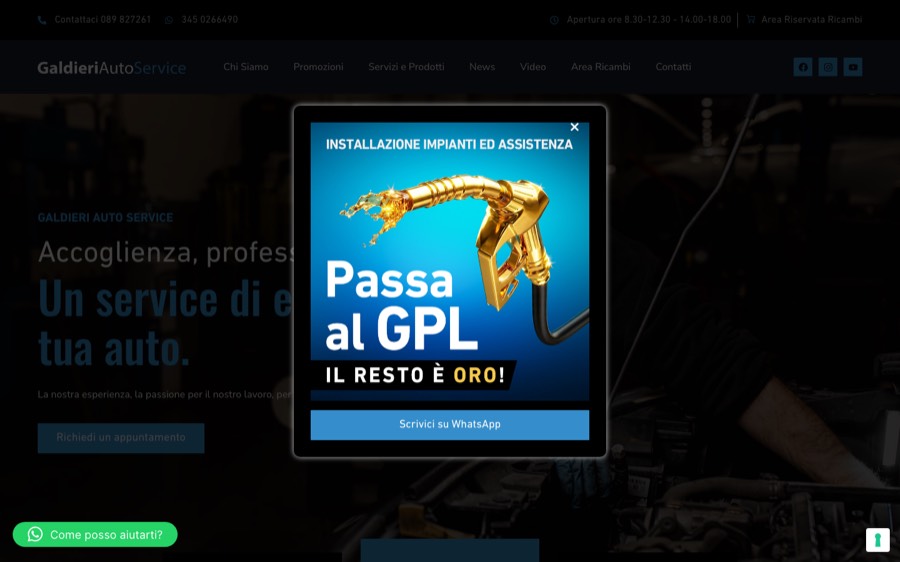 Contattaci 089 827261
345 0266490
Apertura ore 8.30-12.30 - 14.00-18.00
Area Riservata Ricambi
GaldieriAutoService
Chi Siamo
Promozioni
Servizi e Prodotti
News
Video
Area Ricambi
Contatti
INSTALLAZIONE IMPIANTI ED ASSISTENZA
Passa
al GPL
IL RESTO È ORO!
Scrivici su WhatsApp
GALDIERI AUTO SERVICE
Accoglienza, profess
Un service di e
tua auto.
La nostra esperienza, la passione per il nostro lavoro, per
Richiedi un appuntamento
Come posso aiutarti?